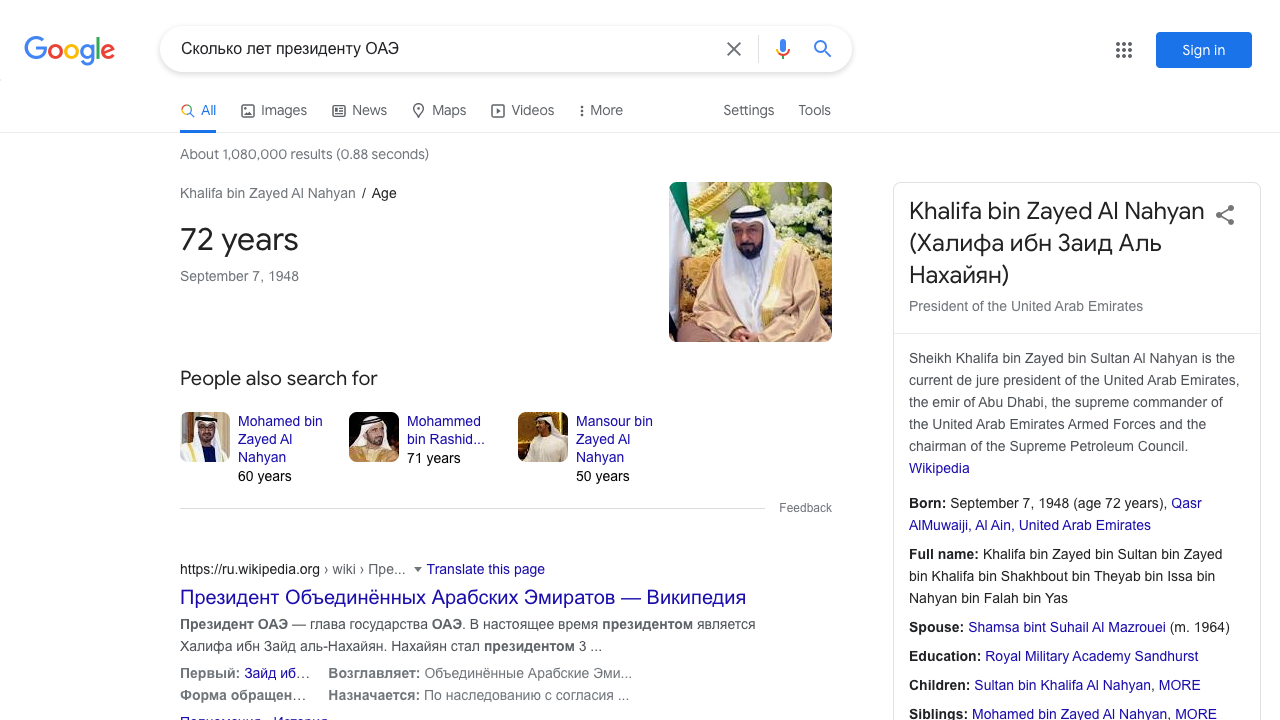 Google
Сколько лет президенту ОАЭ
Sign in
All
Images
News
Maps
Videos
More
Settings
Tools
About 1,080,000 results (0.88 seconds)
Khalifa bin Zayed Al Nahyan / Age
72 years
September 7, 1948
People also search for
Mohamed bin
Zayed Al
Nahyan
60 years
Mohammed
bin Rashid...
71 years
Mansour bin
Zayed Al
Nahyan
50 years
Feedback
https://ru.wikipedia.org › wiki › Пре... Translate this page
Президент Объединённых Арабских Эмиратов — Википедия
Президент ОАЭ — глава государства ОАЭ. В настоящее время президентом является
Халифа ибн Зайд аль-Нахайян. Нахайян стал президентом 3 ...
Первый: Зайд иб... Возглавляет: Объединённые Арабские Эми...
Форма обращен... Назначается: По наследованию с согласия ...
Khalifa bin Zayed Al Nahyan
(Халифа ибн Заид Аль
Нахайян)
President of the United Arab Emirates
Sheikh Khalifa bin Zayed bin Sultan Al Nahyan is the
current de jure president of the United Arab Emirates,
the emir of Abu Dhabi, the supreme commander of
the United Arab Emirates Armed Forces and the
chairman of the Supreme Petroleum Council.
Wikipedia
Born: September 7, 1948 (age 72 years), Qasr
AlMuwaiji, Al Ain, United Arab Emirates
Full name: Khalifa bin Zayed bin Sultan bin Zayed
bin Khalifa bin Shakhbout bin Theyab bin Issa bin
Nahyan bin Falah bin Yas
Spouse: Shamsa bint Suhail Al Mazrouei (m. 1964)
Education: Royal Military Academy Sandhurst
Children: Sultan bin Khalifa Al Nahyan, MORE
Siblings: Mohamed bin Zayed Al Nahyan, MORE